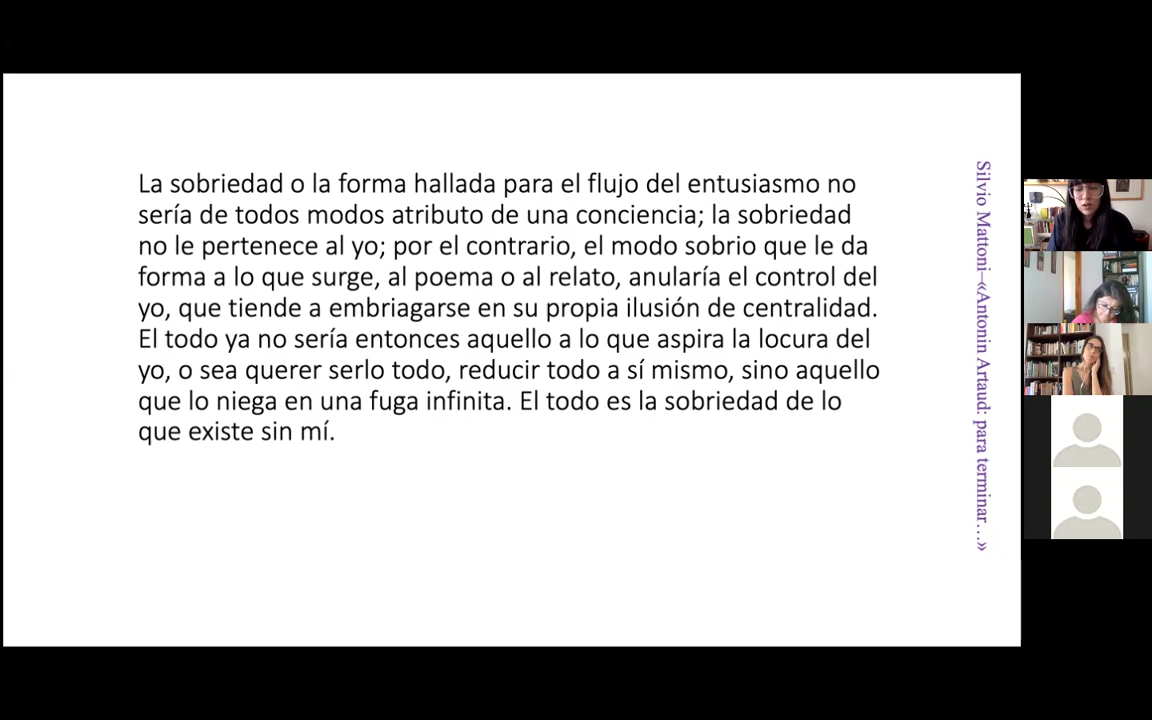 La sobriedad o la forma hallada para el flujo del entusiasmo no
sería de todos modos atributo de una conciencia; la sobriedad
no le pertenece al yo; por el contrario, el modo sobrio que le da
forma a lo que surge, al poema o al relato, anularía el control del
yo, que tiende a embriagarse en su propia ilusión de centralidad.
El todo ya no sería entonces aquello a lo que aspira la locura del
yo, o sea querer serlo todo, reducir todo a sí mismo, sino aquello
que lo niega en una fuga infinita. El todo es la sobriedad de lo
que existe sin mí.
Silvio Mattoni–«Antonin Artaud: para terminar…»